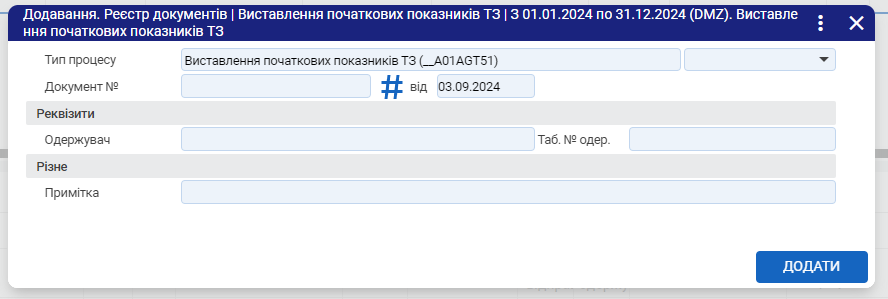 Додавання. Реєстр документів | Виставлення початкових показників ТЗ | З 01.01.2024 по 31.12.2024 (DMZ). Виставле
ння початкових показників ТЗ
Тип процесу Виставлення початкових показників ТЗ (__A01AGT51)
Документ № # від 03.09.2024
Реквізити
Одержувач Таб. № одер.
Різне
Примітка
ДОДАТИ